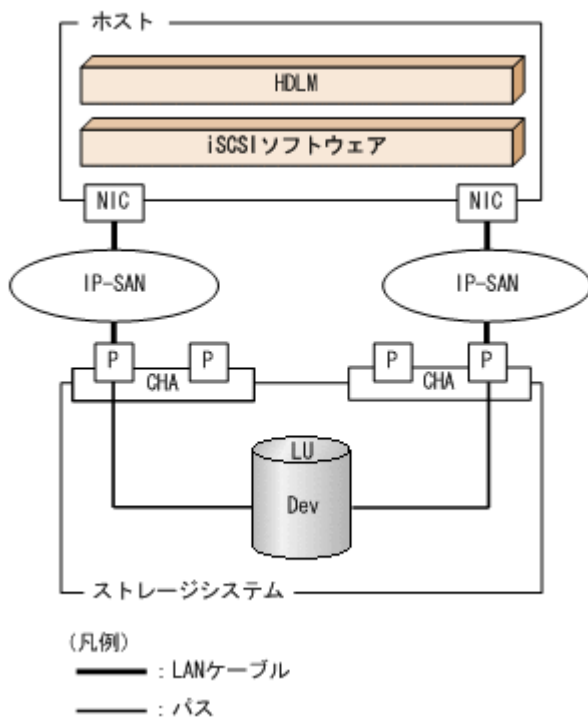 ホスト
HDLM
iSCSIソフトウェア
NIC
NIC
IP-SAN
IP-SAN
P
P
P
P
CHA
CHA
LU
Dev
ストレージシステム
(凡例)
：LANケーブル
：パス